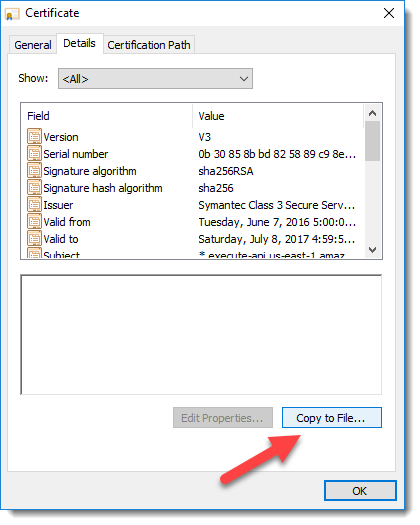 Certificate
General Details Certification Path
Show: <All>
Field Value
Version V3
Serial number 0b 30 85 8b bd 82 58 89 c9 8e...
Signature algorithm sha256RSA
Signature hash algorithm sha256
Issuer Symantec Class 3 Secure Serv...
Valid from Tuesday, June 7, 2016 5:00:0...
Valid to Saturday, July 8, 2017 4:59:5...
Subject *.execute-api.us-east-1.amaz...
Edit Properties... Copy to File...
OK